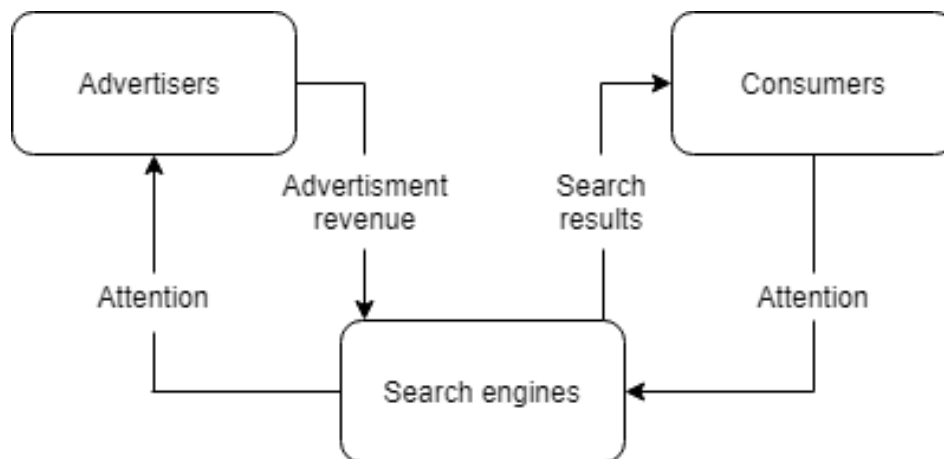 Advertisers
Consumers
Advertisment
revenue
Search
results
Attention
Attention
Search engines